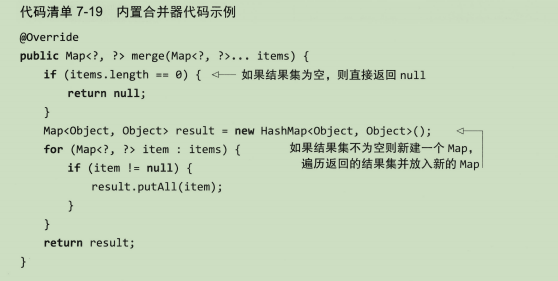 代码清单 7-19 内置合并器代码示例
@Override
public Map<?, ?> merge(Map<?, ?>... items) {
if (items.length == 0) { 如果结果集为空，则直接返回 null
return null;
}
Map<Object, Object> result = new HashMap<Object, Object>();
for (Map<?, ?> item : items) { 如果结果集不为空则新建一个 Map，
if (item != null) { 遍历返回的结果集并放入新的 Map
result.putAll(item);
}
}
return result;
}